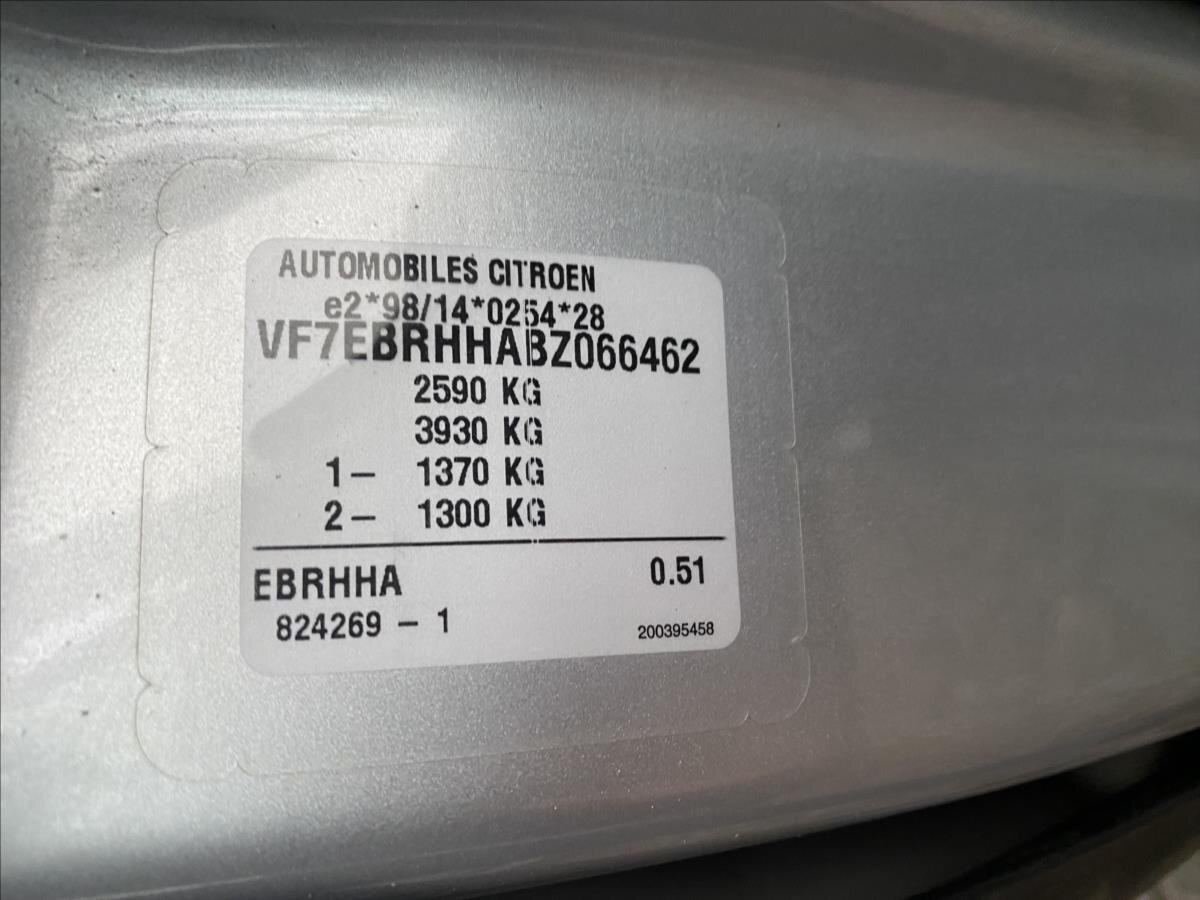 AUTOMOBILES CITROEN
e2*98/14*0254*28
VF7EBRHHABZ066462
2590 KG
3930 KG
1– 1370 KG
2– 1300 KG
EBRHHA 0.51
824269 – 1 200395458